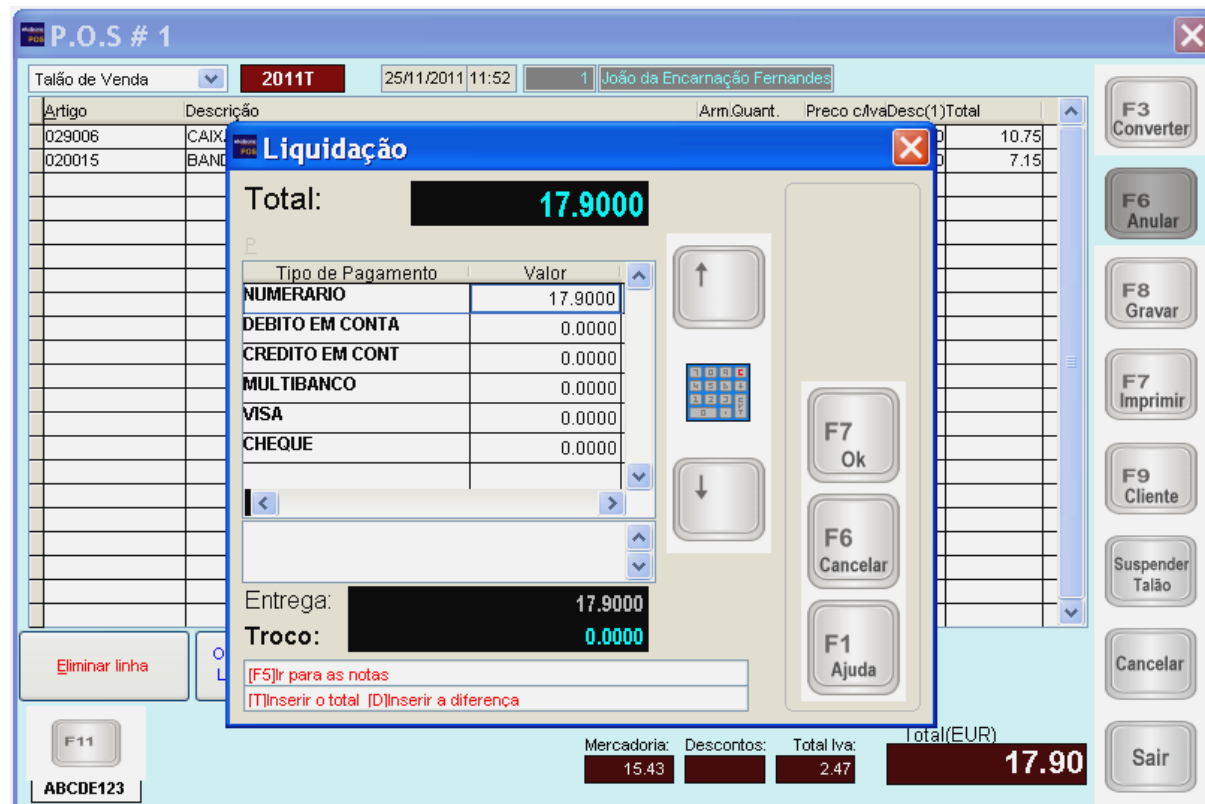 P.O.S # 1
Talão de Venda 2011T 25/11/2011 11:52 1 João da Encarnação Fernandes
Artigo Descrição Arm. Quant. Preco c/Iva Desc(1) Total
029006 10.75
020015 7.15
Liquidação
Total: 17.9000
P
Tipo de Pagamento Valor
NUMERARIO 17.9000
DEBITO EM CONTA 0.0000
CREDITO EM CONT 0.0000
MULTIBANCO 0.0000
VISA 0.0000
CHEQUE 0.0000
Entrega: 17.9000
Troco: 0.0000
[F5]Ir para as notas
[T]Inserir o total [D]Inserir a diferença
F7
Ok
F6
Cancelar
F1
Ajuda
F3
Converter
F6
Anular
F8
Gravar
F7
Imprimir
F9
Cliente
Suspender
Talão
Cancelar
Sair
Eliminar linha
F11
ABCDE123
Mercadoria: Descontos: Total Iva: Total(EUR)
15.43 2.47 17.90